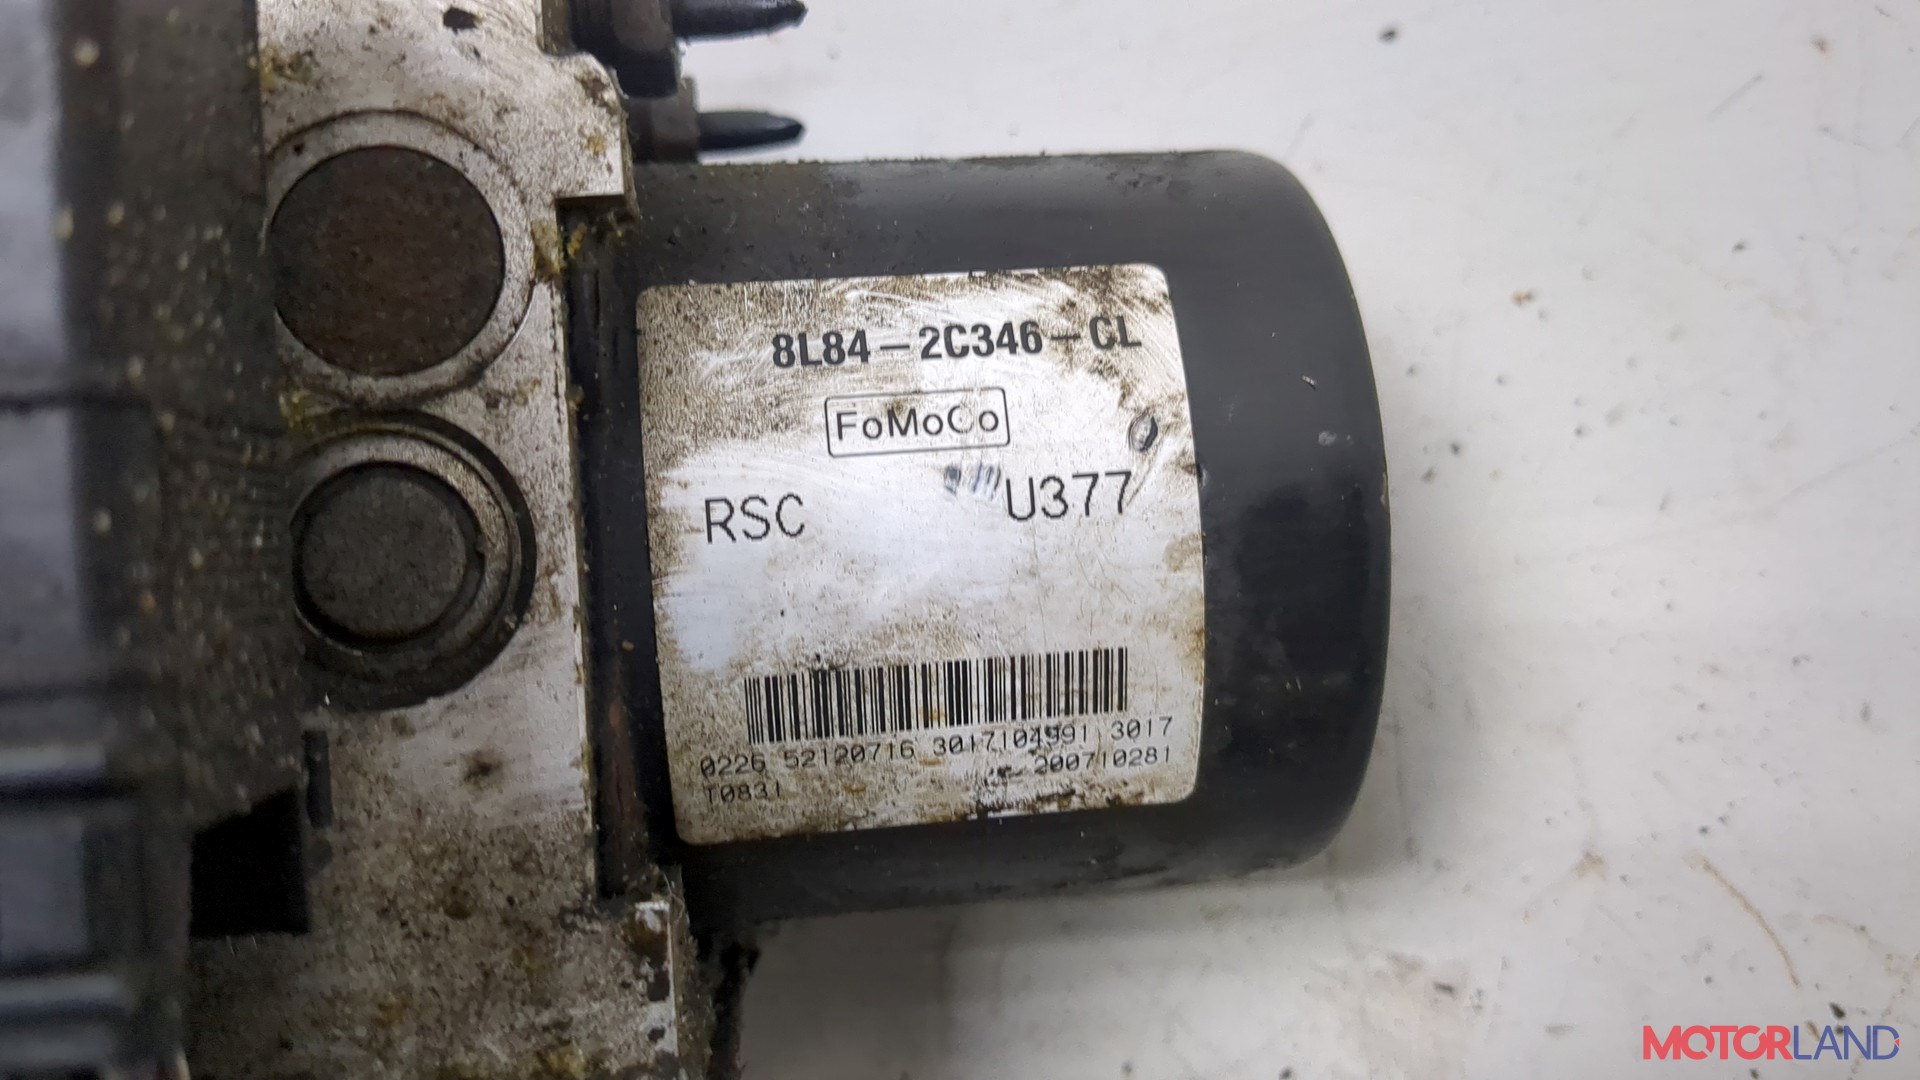 8L84-2C346-CL
FoMoCo
RSC U377
0226 52120716 3017104991 3017
T0831 200710281
MOTORLAND